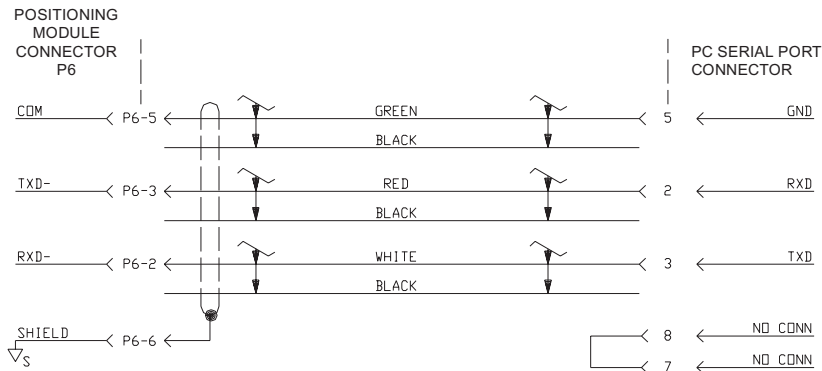 POSITIONING
MODULE
CONNECTOR
P6
PC SERIAL PORT
CONNECTOR
COM P6-5 GREEN 5 GND
BLACK
TXD- P6-3 RED 2 RXD
BLACK
RXD- P6-2 WHITE 3 TXD
BLACK
SHIELD P6-6 8 NO CONN
S
7 NO CONN